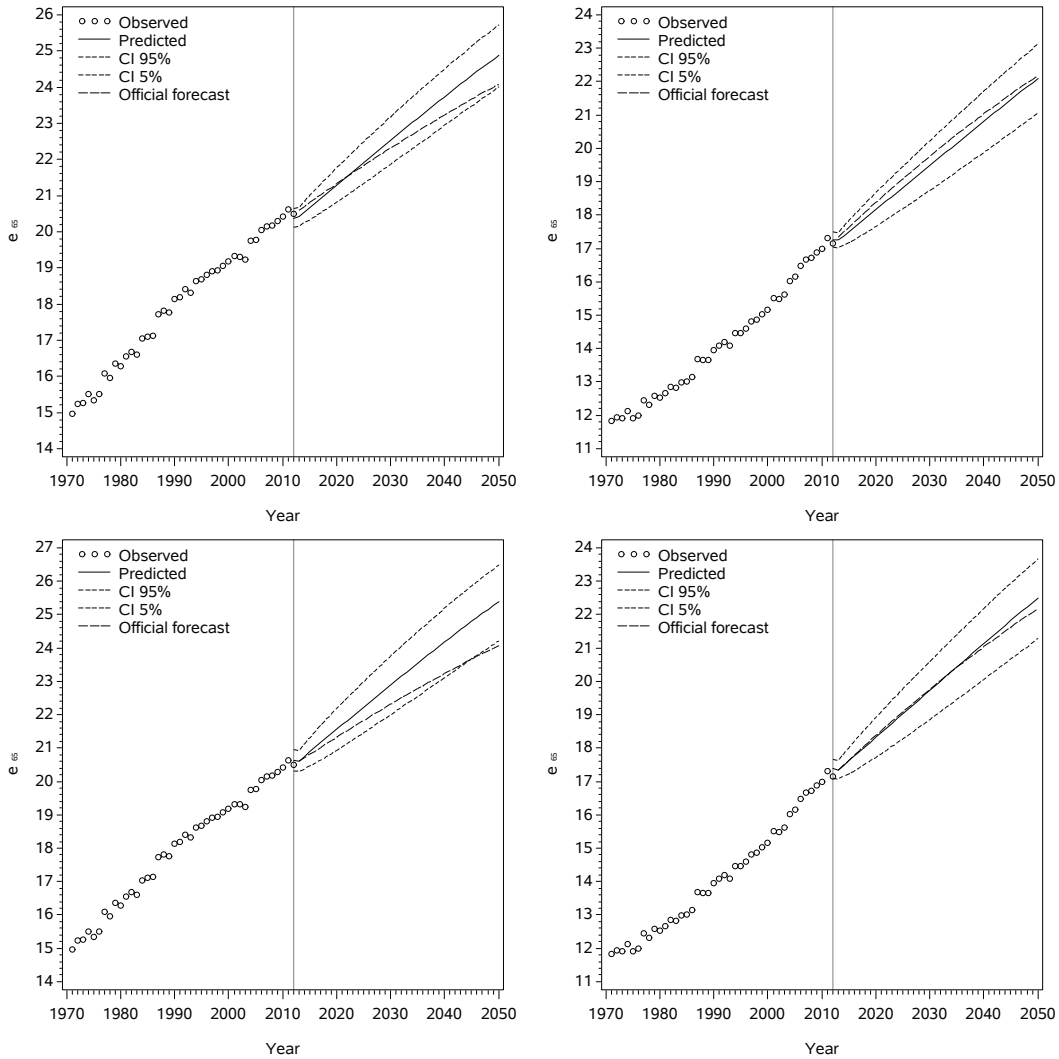 26
25
24
23
22
21
20
19
18
17
16
15
14
e 65
Observed
Predicted
CI 95%
CI 5%
Official forecast
1970 1980 1990 2000 2010 2020 2030 2040 2050
Year
24
23
22
21
20
19
18
17
16
15
14
13
12
11
e 65
Observed
Predicted
CI 95%
CI 5%
Official forecast
1970 1980 1990 2000 2010 2020 2030 2040 2050
Year
27
26
25
24
23
22
21
20
19
18
17
16
15
14
e 65
Observed
Predicted
CI 95%
CI 5%
Official forecast
1970 1980 1990 2000 2010 2020 2030 2040 2050
Year
24
23
22
21
20
19
18
17
16
15
14
13
12
11
e 65
Observed
Predicted
CI 95%
CI 5%
Official forecast
1970 1980 1990 2000 2010 2020 2030 2040 2050
Year